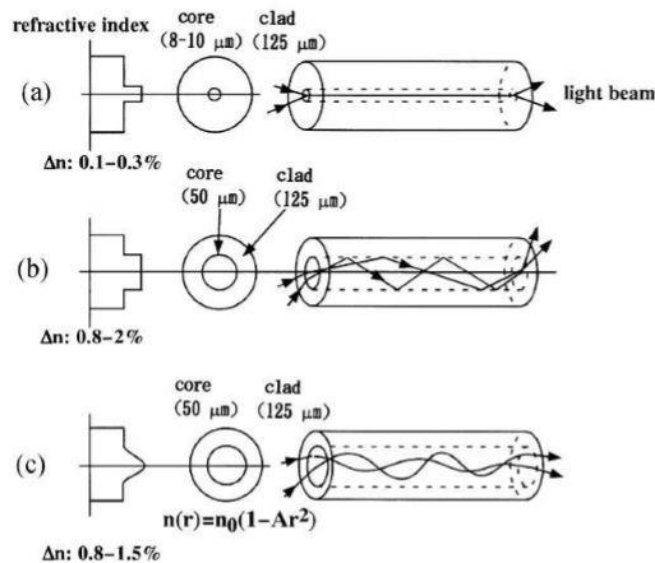 refractive index
core
(8-10 μm)
clad
(125 μm)
(a)
light beam
Δn: 0.1-0.3%
core
(50 μm)
clad
(125 μm)
(b)
Δn: 0.8-2%
core
(50 μm)
clad
(125 μm)
(c)
n(r)=n₀(1-Ar²)
Δn: 0.8-1.5%